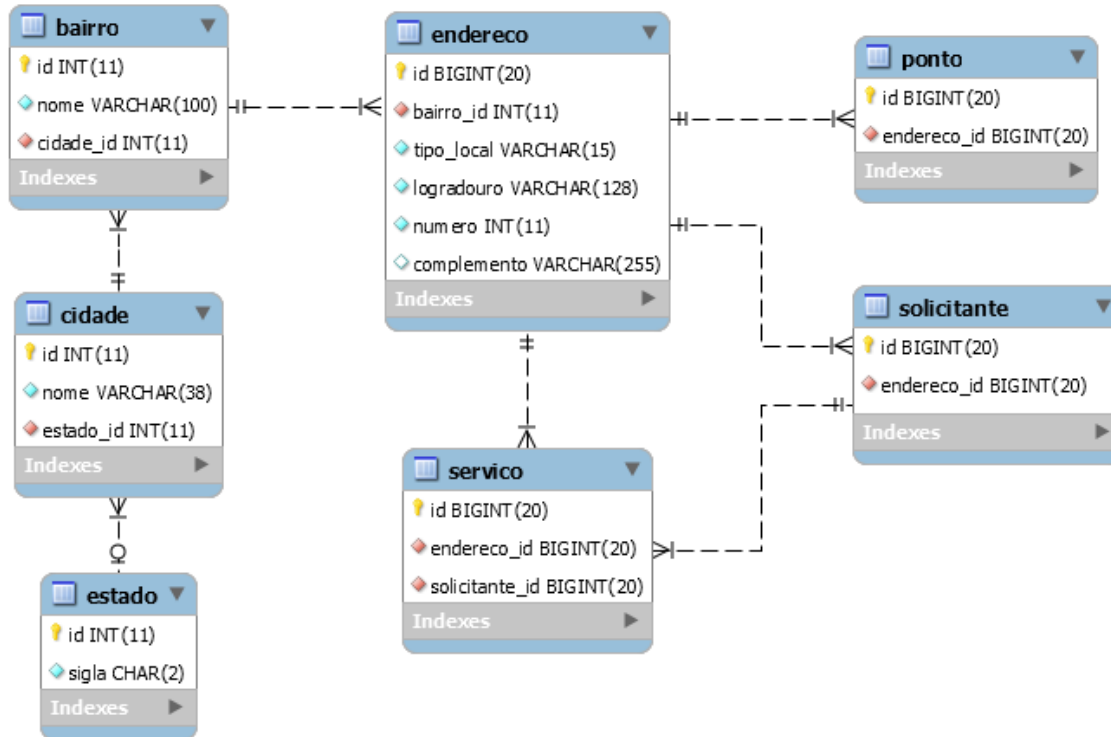 bairro
id INT(11)
nome VARCHAR(100)
cidade_id INT(11)
Indexes
endereco
id BIGINT(20)
bairro_id INT(11)
tipo_local VARCHAR(15)
logradouro VARCHAR(128)
numero INT(11)
complemento VARCHAR(255)
Indexes
ponto
id BIGINT(20)
endereco_id BIGINT(20)
Indexes
cidade
id INT(11)
nome VARCHAR(38)
estado_id INT(11)
Indexes
solicitante
id BIGINT(20)
endereco_id BIGINT(20)
Indexes
servico
id BIGINT(20)
endereco_id BIGINT(20)
solicitante_id BIGINT(20)
Indexes
estado
id INT(11)
sigla CHAR(2)
Indexes